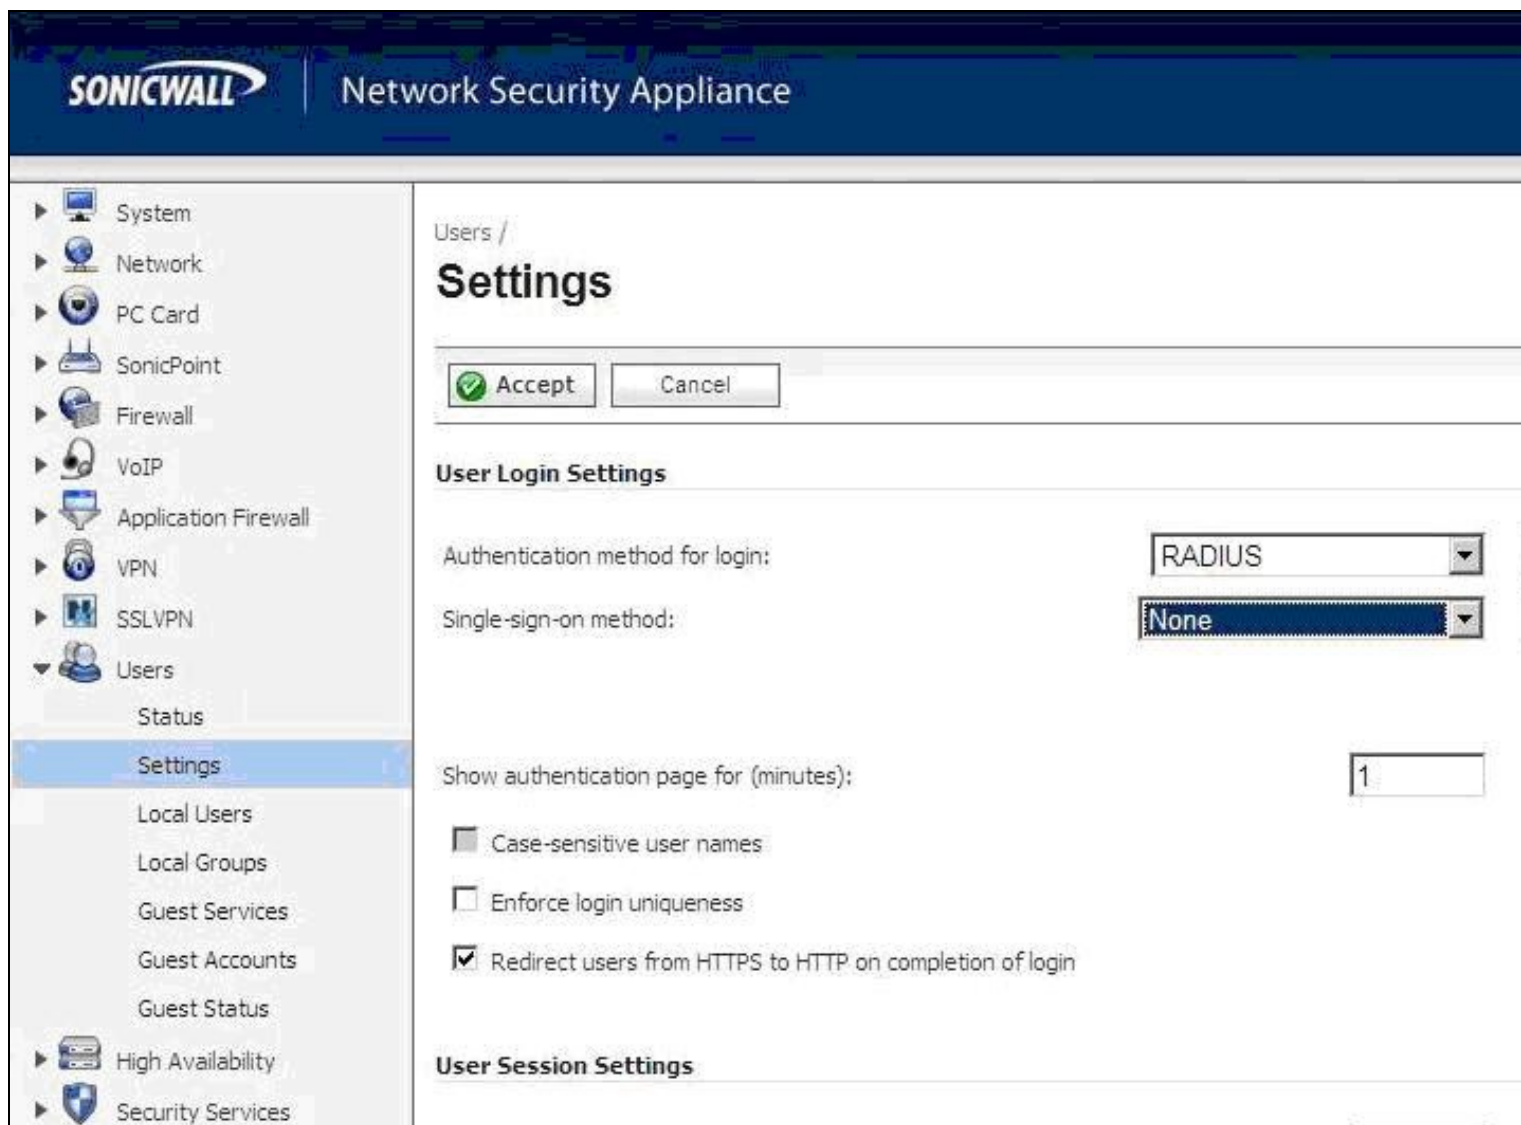 SONICWALL
Network Security Appliance
System
Network
PC Card
SonicPoint
Firewall
VoIP
Application Firewall
VPN
SSLVPN
Users
Status
Settings
Local Users
Local Groups
Guest Services
Guest Accounts
Guest Status
High Availability
Security Services
Users /
Settings
Accept
Cancel
User Login Settings
Authentication method for login:
RADIUS
Single-sign-on method:
None
Show authentication page for (minutes):
1
Case-sensitive user names
Enforce login uniqueness
Redirect users from HTTPS to HTTP on completion of login
User Session Settings